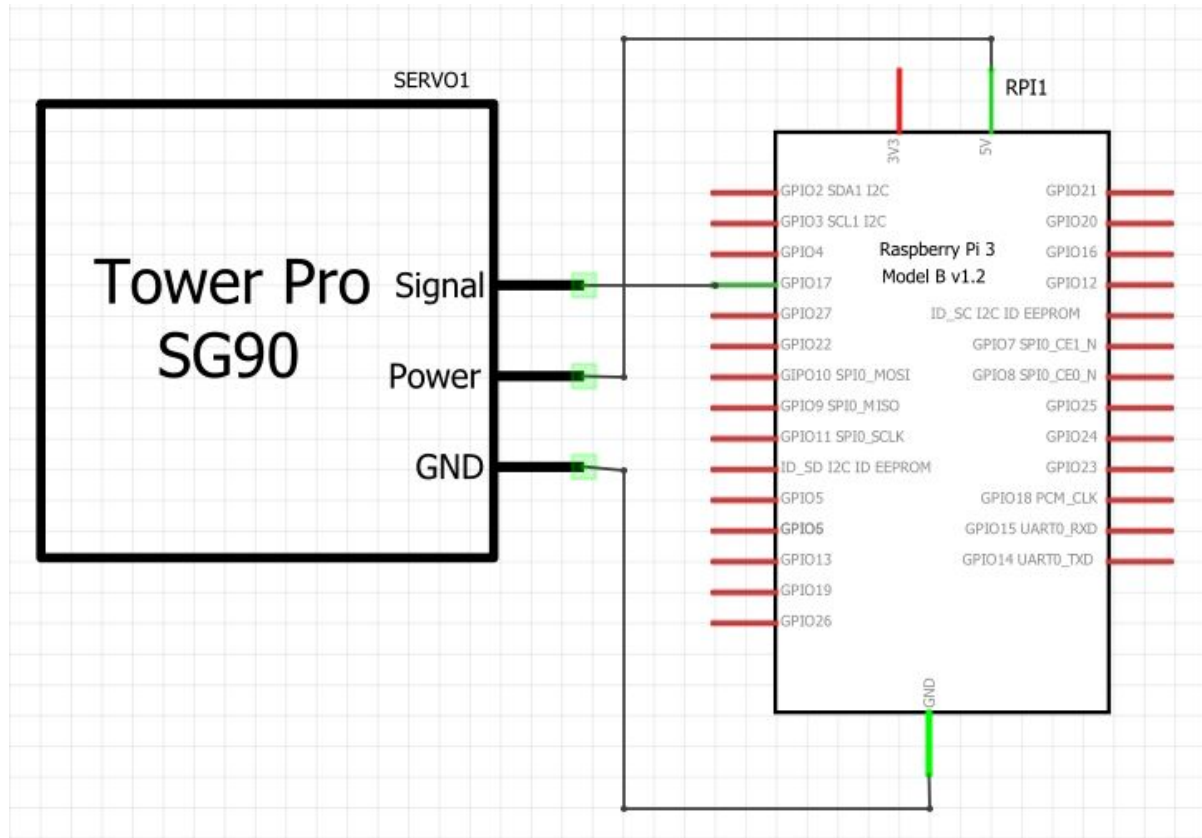 SERVO1
Tower Pro
SG90
Signal
Power
GND
RPI1
3V3
5V
Raspberry Pi 3
Model B v1.2
GPIO2 SDA1 I2C
GPIO3 SCL1 I2C
GPIO4
GPIO17
GPIO27
GPIO22
GIPO10 SPI0_MOSI
GPIO9 SPI0_MISO
GPIO11 SPI0_SCLK
ID_SD I2C ID EEPROM
GPIO5
GPIO6
GPIO13
GPIO19
GPIO26
GPIO21
GPIO20
GPIO16
GPIO12
ID_SC I2C ID EEPROM
GPIO7 SPI0_CE1_N
GPIO8 SPI0_CE0_N
GPIO25
GPIO24
GPIO23
GPIO18 PCM_CLK
GPIO15 UART0_RXD
GPIO14 UART0_TXD
GND